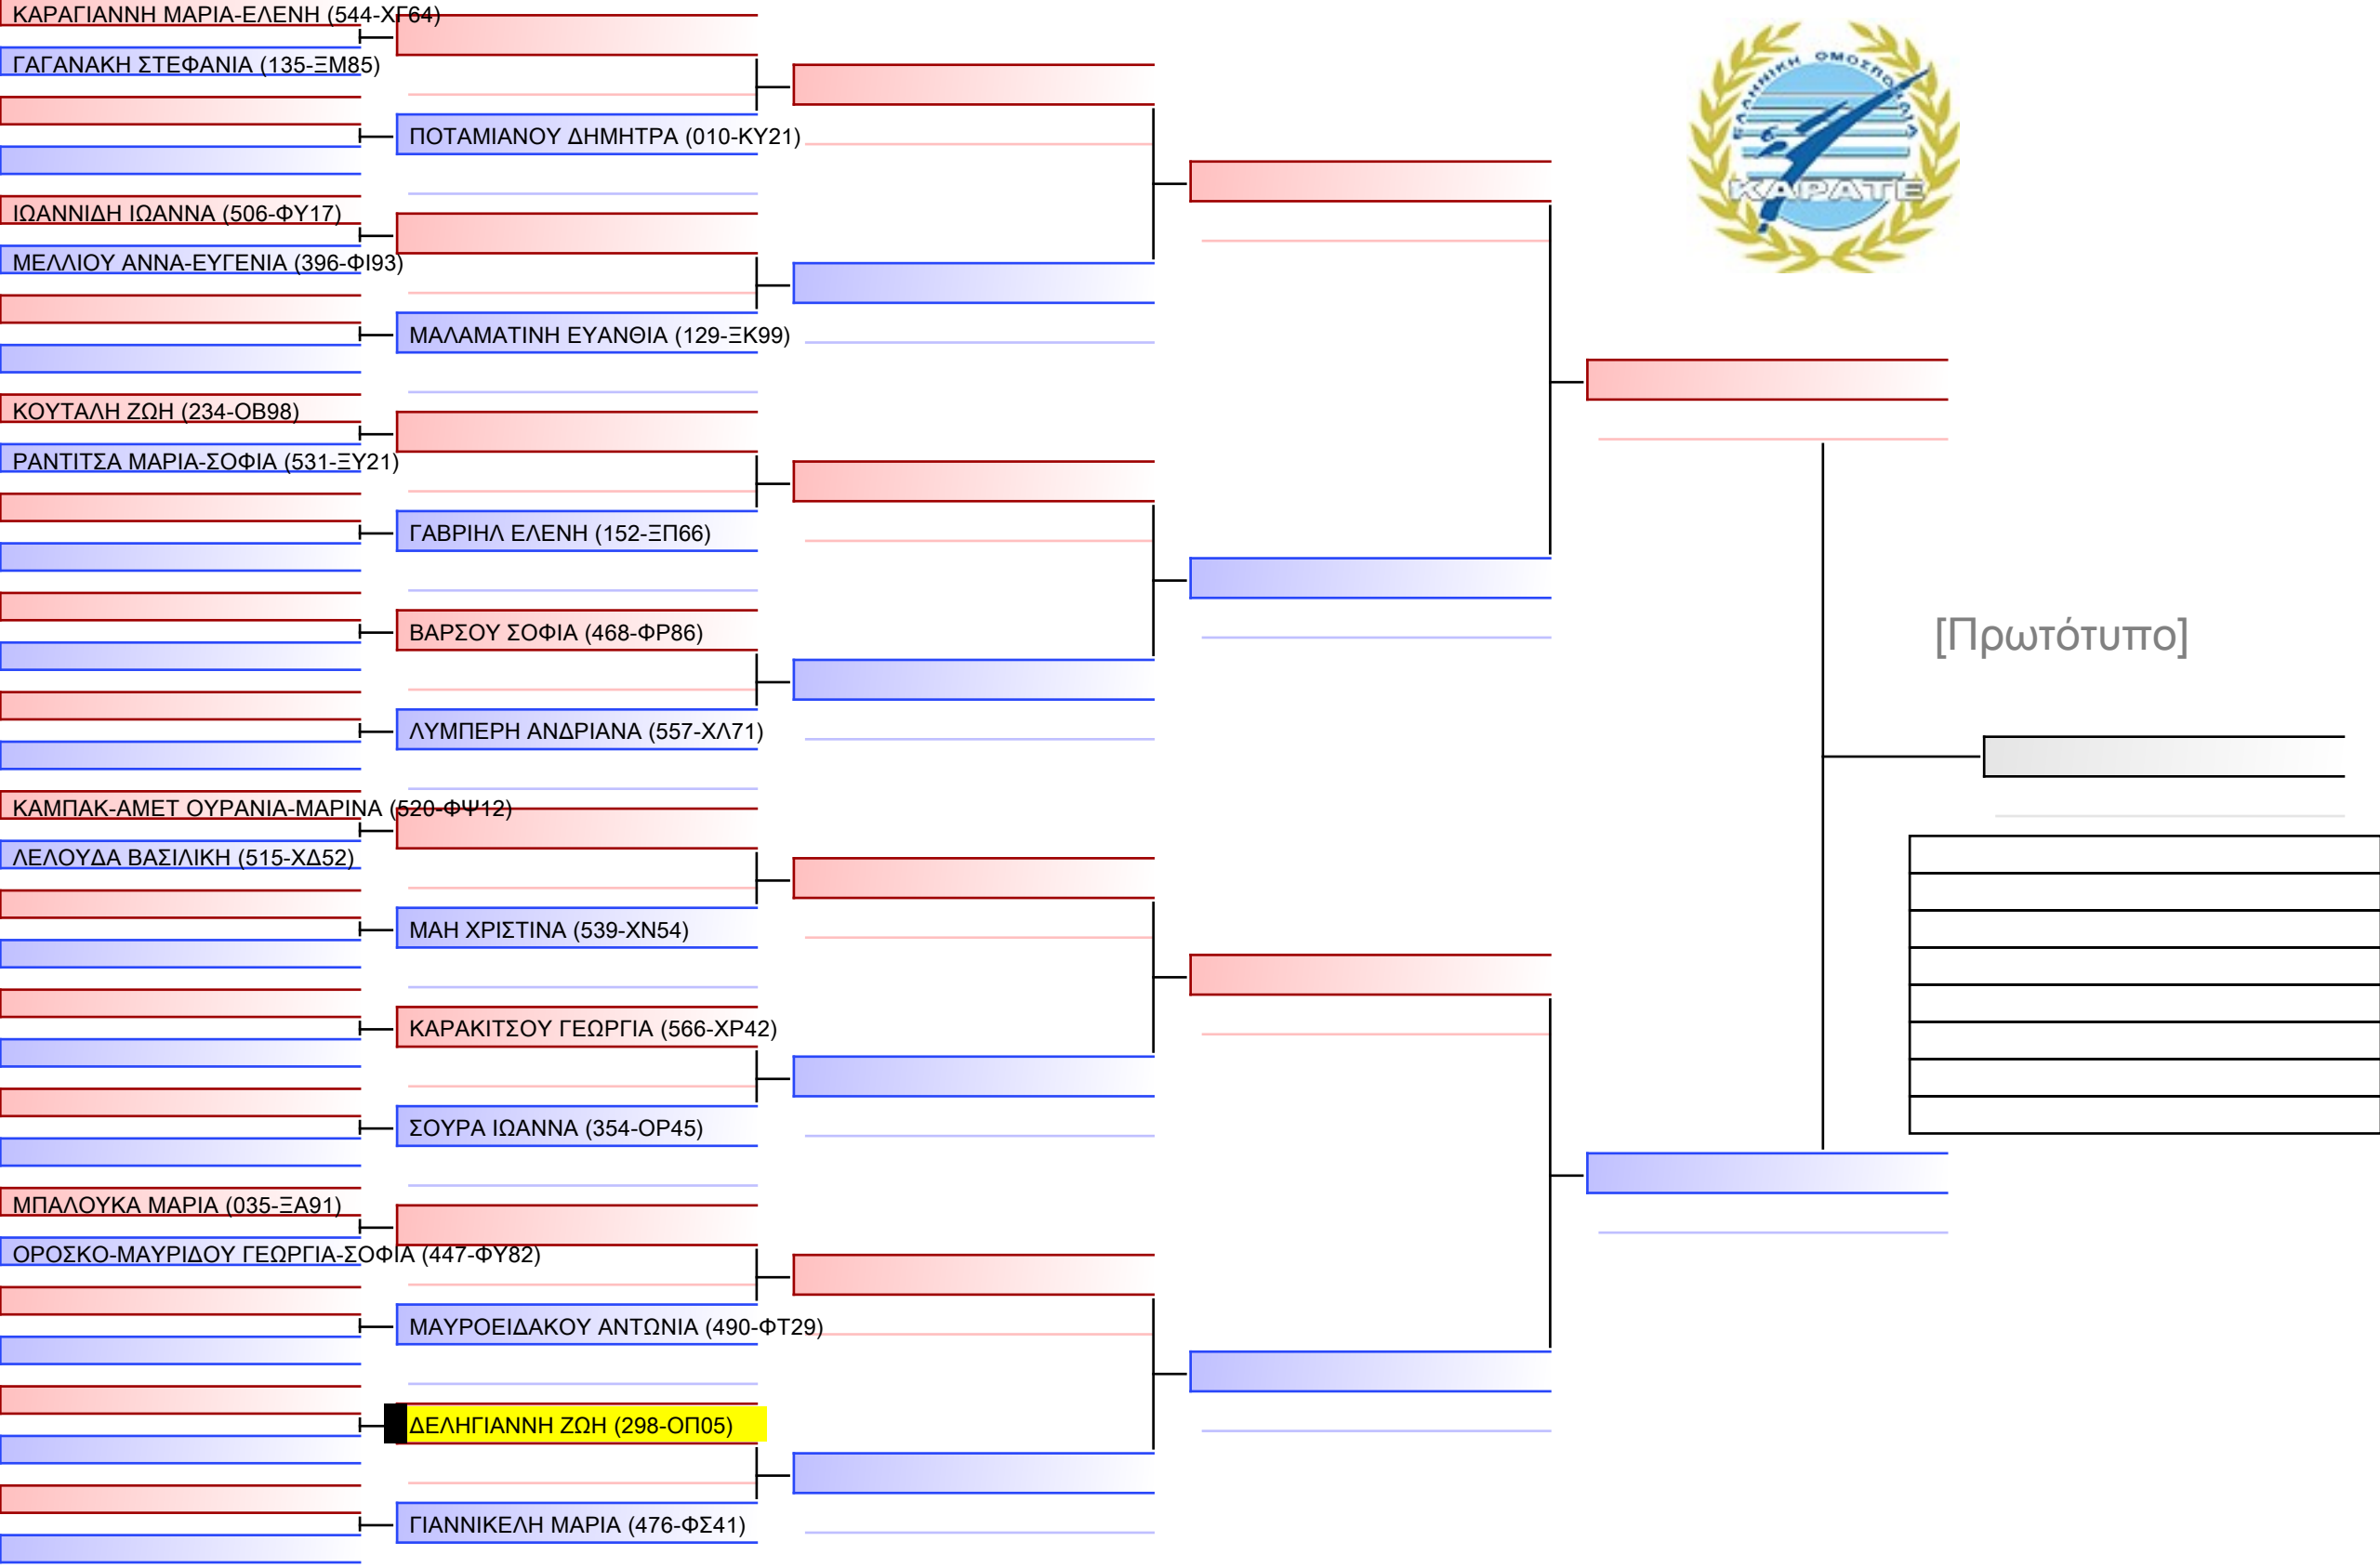 ΚΑΡΑΓΙΑΝΝΗ ΜΑΡΙΑ-ΕΛΕΝΗ (544-ΧΓ64)
ΓΑΓΑΝΑΚΗ ΣΤΕΦΑΝΙΑ (135-ΞΜ85)
ΠΟΤΑΜΙΑΝΟΥ ΔΗΜΗΤΡΑ (010-ΚΥ21)
ΙΩΑΝΝΙΔΗ ΙΩΑΝΝΑ (506-ΦΥ17)
ΜΕΛΛΙΟΥ ΑΝΝΑ-ΕΥΓΕΝΙΑ (396-ΦΙ93)
ΜΑΛΑΜΑΤΙΝΗ ΕΥΑΝΘΙΑ (129-ΞΚ99)
ΚΟΥΤΑΛΗ ΖΩΗ (234-ΟΒ98)
ΡΑΝΤΙΤΣΑ ΜΑΡΙΑ-ΣΟΦΙΑ (531-ΞΥ21)
ΓΑΒΡΙΗΛ ΕΛΕΝΗ (152-ΞΠ66)
ΒΑΡΣΟΥ ΣΟΦΙΑ (468-ΦΡ86)
ΛΥΜΠΕΡΗ ΑΝΔΡΙΑΝΑ (557-ΧΛ71)
ΚΑΜΠΑΚ-ΑΜΕΤ ΟΥΡΑΝΙΑ-ΜΑΡΙΝΑ (520-ΦΨ12)
ΛΕΛΟΥΔΑ ΒΑΣΙΛΙΚΗ (515-ΧΔ52)
ΜΑΗ ΧΡΙΣΤΙΝΑ (539-ΧΝ54)
ΚΑΡΑΚΙΤΣΟΥ ΓΕΩΡΓΙΑ (566-ΧΡ42)
ΣΟΥΡΑ ΙΩΑΝΝΑ (354-ΟΡ45)
ΜΠΑΛΟΥΚΑ ΜΑΡΙΑ (035-ΞΑ91)
ΟΡΟΣΚΟ-ΜΑΥΡΙΔΟΥ ΓΕΩΡΓΙΑ-ΣΟΦΙΑ (447-ΦΥ82)
ΜΑΥΡΟΕΙΔΑΚΟΥ ΑΝΤΩΝΙΑ (490-ΦΤ29)
ΔΕΛΗΓΙΑΝΝΗ ΖΩΗ (298-ΟΠ05)
ΓΙΑΝΝΙΚΕΛΗ ΜΑΡΙΑ (476-ΦΣ41)
ΕΛΛΗΝΙΚΗ ΟΜΟΣΠΟΝΔΙΑ
ΚΑΡΑΤΕ
[Πρωτότυπο]